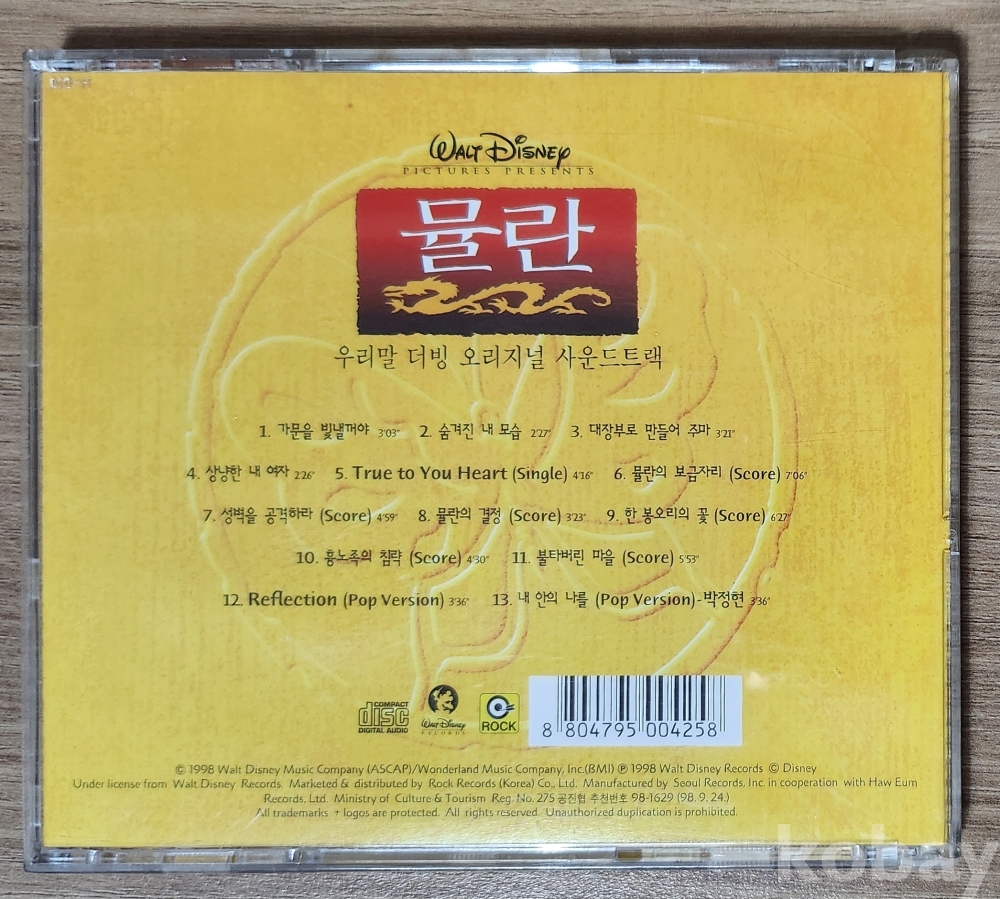 WALT DISNEY
PICTURES PRESENTS
뮬란
우리말 더빙 오리지널 사운드트랙
1. 가문을 빛낼꺼야 3'03" 2. 숨겨진 내 모습 2'27" 3. 대장부로 만들어 주마 3'21"
4. 상냥한 내 여자 2'26" 5. True to You Heart (Single) 4'16" 6. 뮬란의 보금자리 (Score) 7'06"
7. 성벽을 공격하라 (Score) 4'59" 8. 뮬란의 결정 (Score) 3'23" 9. 한 봉오리의 꽃 (Score) 6'27"
10. 흉노족의 침략 (Score) 4'30" 11. 불타버린 마을 (Score) 5'53"
12. Reflection (Pop Version) 3'36" 13. 내 안의 나를 (Pop Version)-박정현 3'36"
COMPACT
disc
DIGITAL AUDIO
Walt Disney
RECORDS
ROCK
8 804795 004258
© 1998 Walt Disney Music Company (ASCAP)/Wonderland Music Company, Inc.(BMI) ℗ 1998 Walt Disney Records © Disney
Under license from Walt Disney Records. Marketed & distributed by Rock Records (Korea) Co., Ltd. Manufactured by Seoul Records, Inc. in cooperation with Haw Eum
Records, Ltd. Ministry of Culture & Tourism Reg. No. 275 공진협 추천번호 98-1629 (98. 9. 24.)
All trademarks + logos are protected. All rights reserved. Unauthorized duplication is prohibited.
kobay